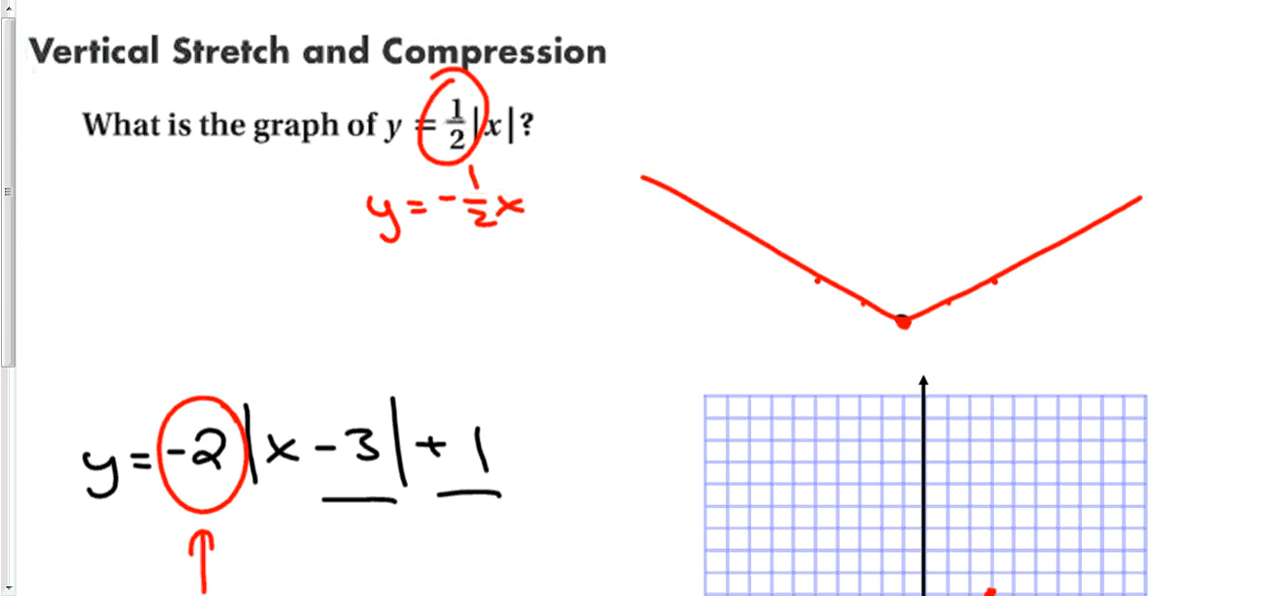 Vertical Stretch and Compression
What is the graph of y = 1/2|x|?
y = -1/2x
y = -2|x - 3| + 1